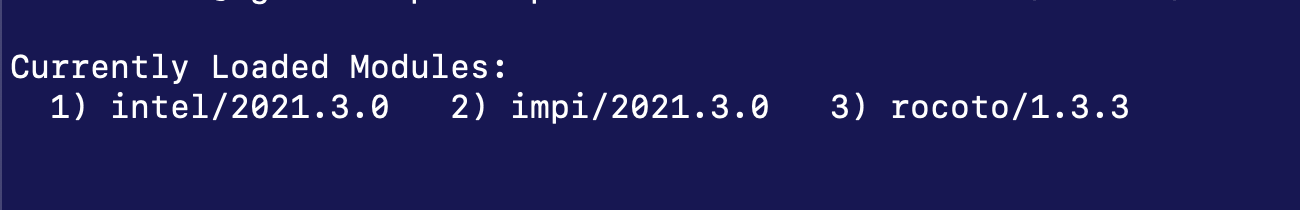 Currently Loaded Modules:
  1) intel/2021.3.0   2) impi/2021.3.0   3) rocoto/1.3.3